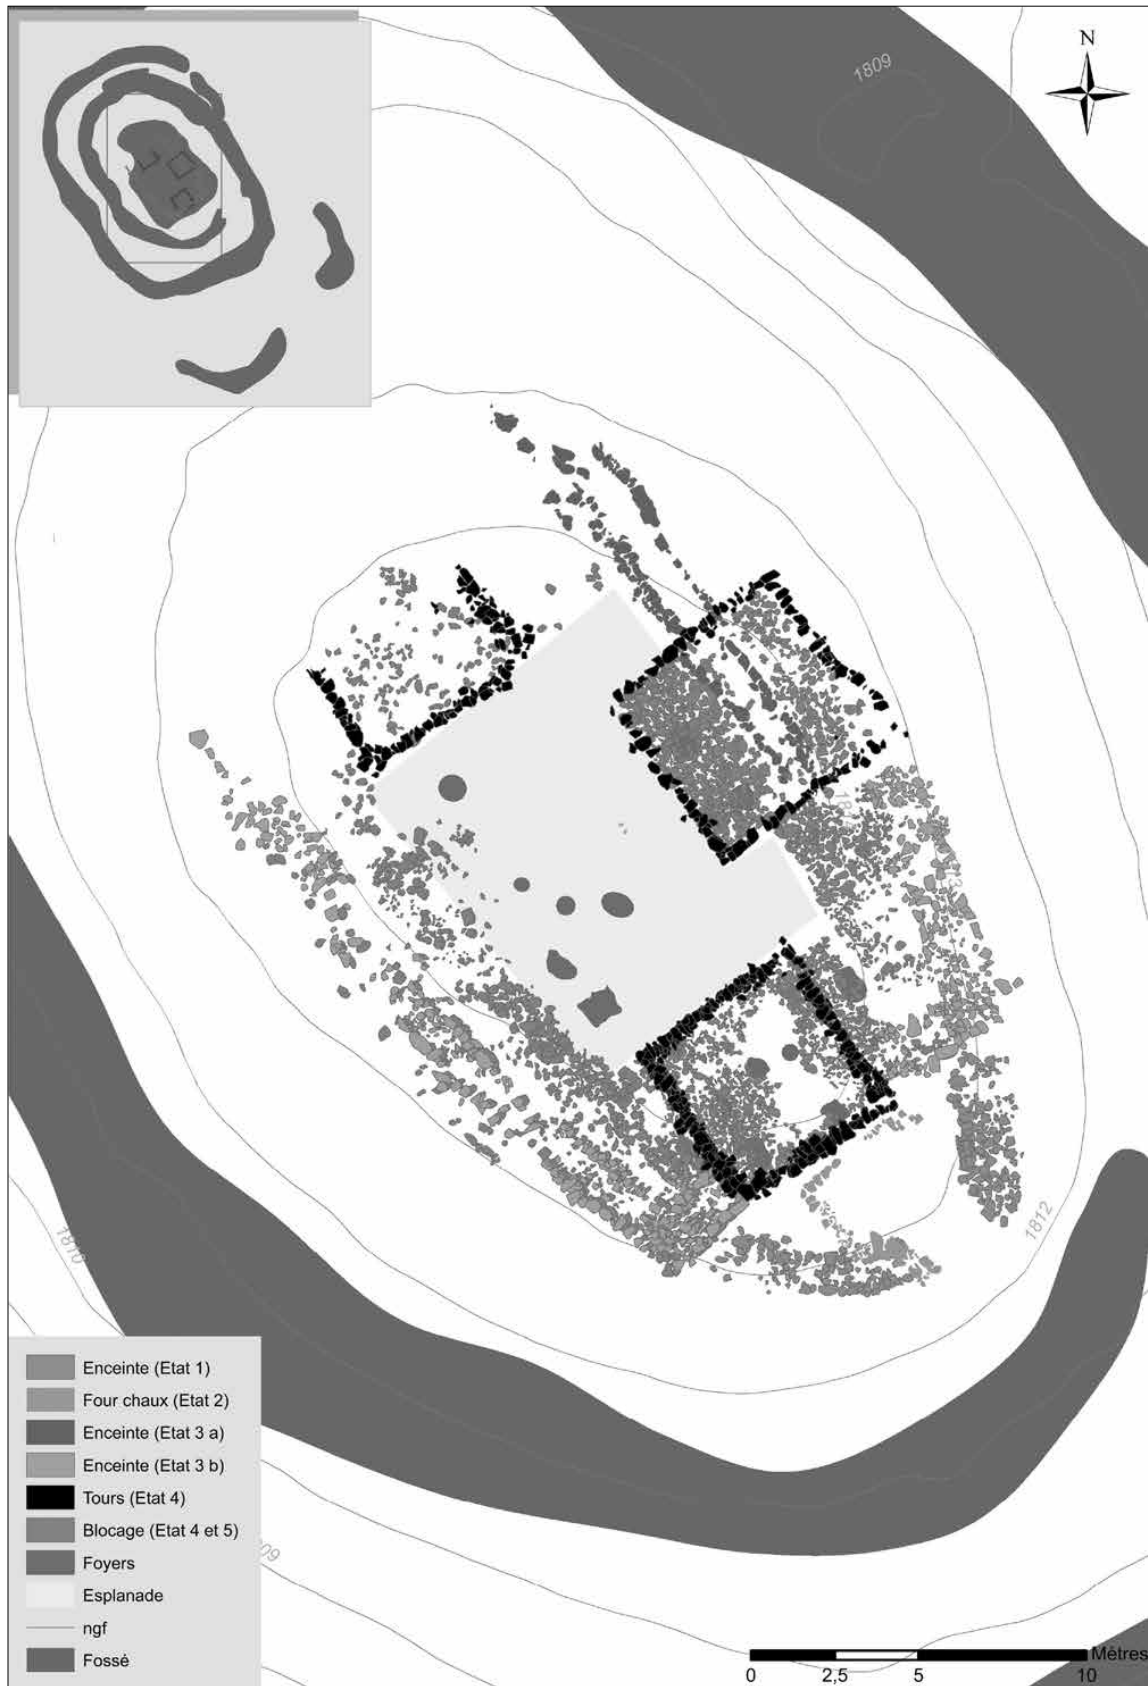 N
1809
1812
1810
Enceinte (Etat 1)
Four chaux (Etat 2)
Enceinte (Etat 3 a)
Enceinte (Etat 3 b)
Tours (Etat 4)
Blocage (Etat 4 et 5)
Foyers
Esplanade
ngf
Fossé
Métres
0 2,5 5 10